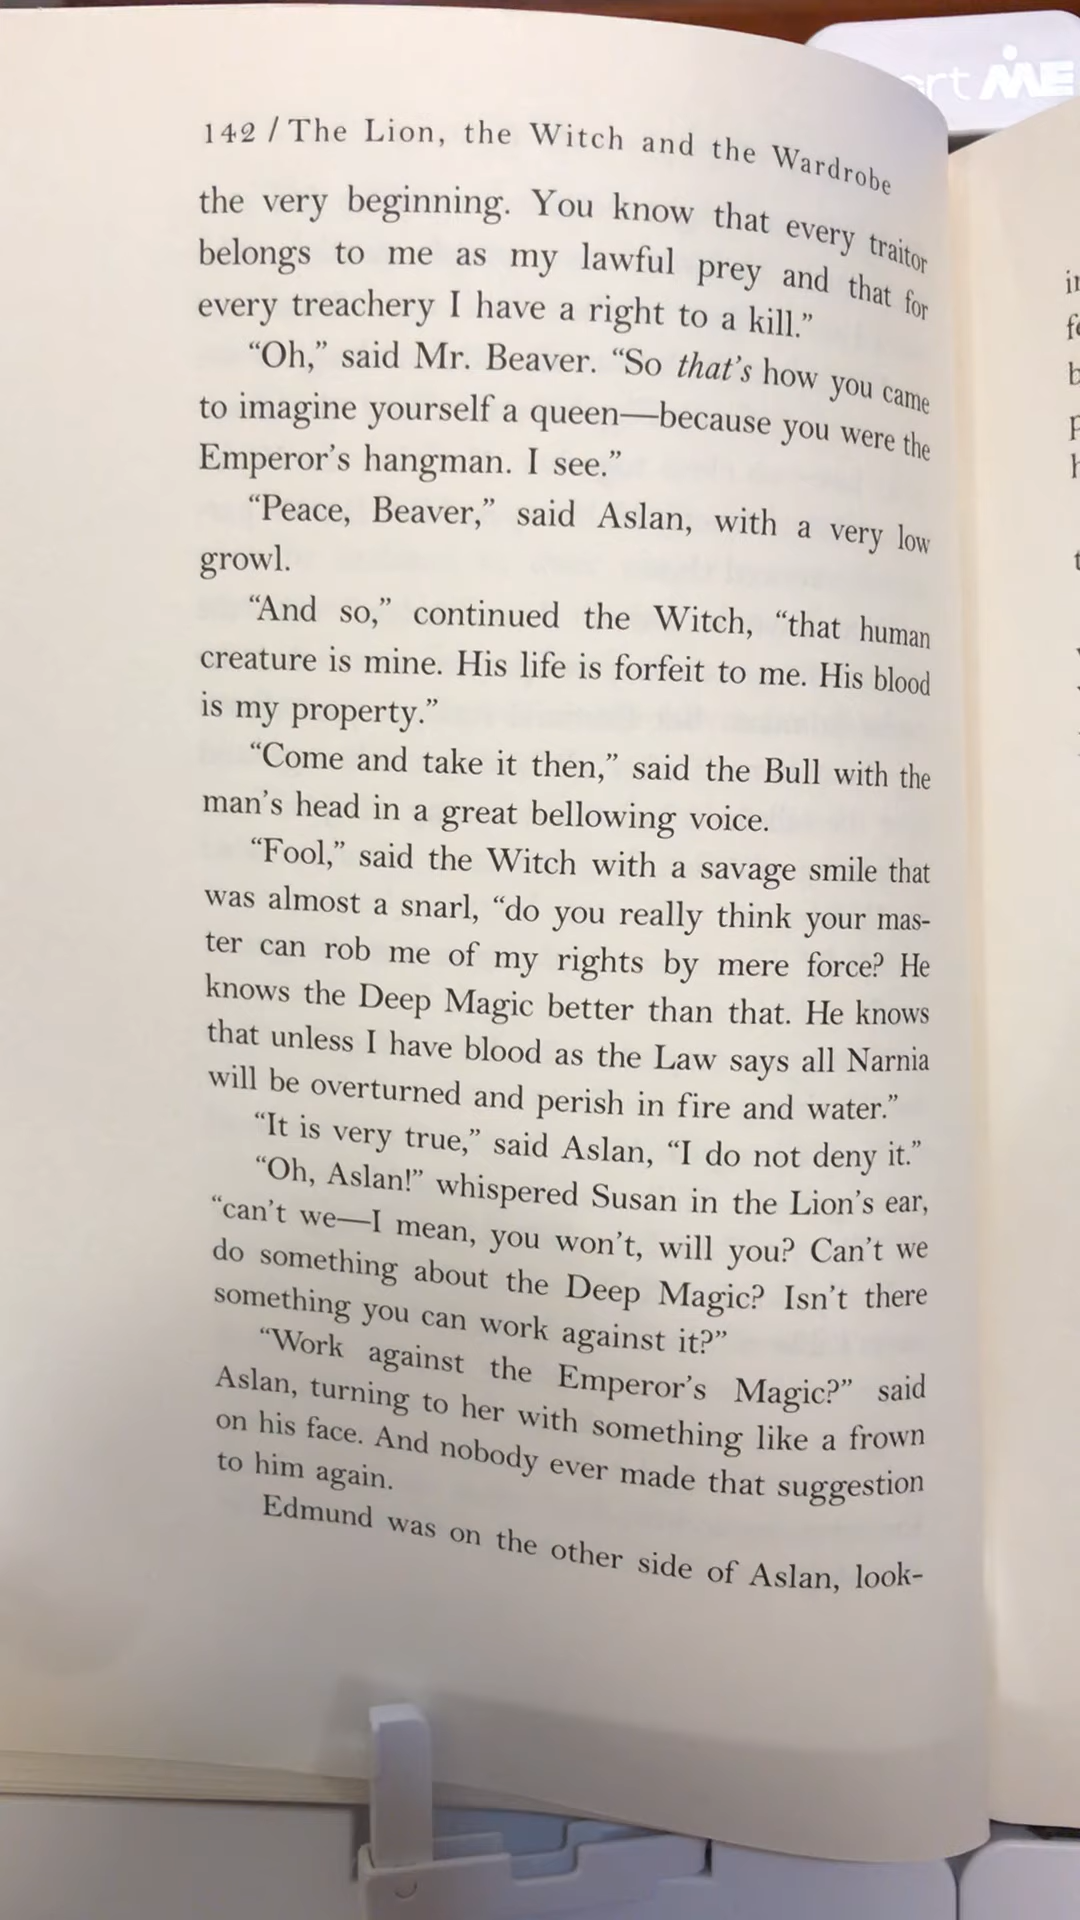 ort ME
142 / The Lion, the Witch and the Wardrobe
the very beginning. You know that every traitor
belongs to me as my lawful prey and that for
every treachery I have a right to a kill.”
“Oh,” said Mr. Beaver. “So that’s how you came
to imagine yourself a queen—because you were the
Emperor’s hangman. I see.”
“Peace, Beaver,” said Aslan, with a very low
growl.
“And so,” continued the Witch, “that human
creature is mine. His life is forfeit to me. His blood
is my property.”
“Come and take it then,” said the Bull with the
man’s head in a great bellowing voice.
“Fool,” said the Witch with a savage smile that
was almost a snarl, “do you really think your mas-
ter can rob me of my rights by mere force? He
knows the Deep Magic better than that. He knows
that unless I have blood as the Law says all Narnia
will be overturned and perish in fire and water.”
“It is very true,” said Aslan, “I do not deny it.”
“Oh, Aslan!” whispered Susan in the Lion’s ear,
“can’t we—I mean, you won’t, will you? Can’t we
do something about the Deep Magic? Isn’t there
something you can work against it?”
“Work against the Emperor’s Magic?” said
Aslan, turning to her with something like a frown
on his face. And nobody ever made that suggestion
to him again.
Edmund was on the other side of Aslan, look-